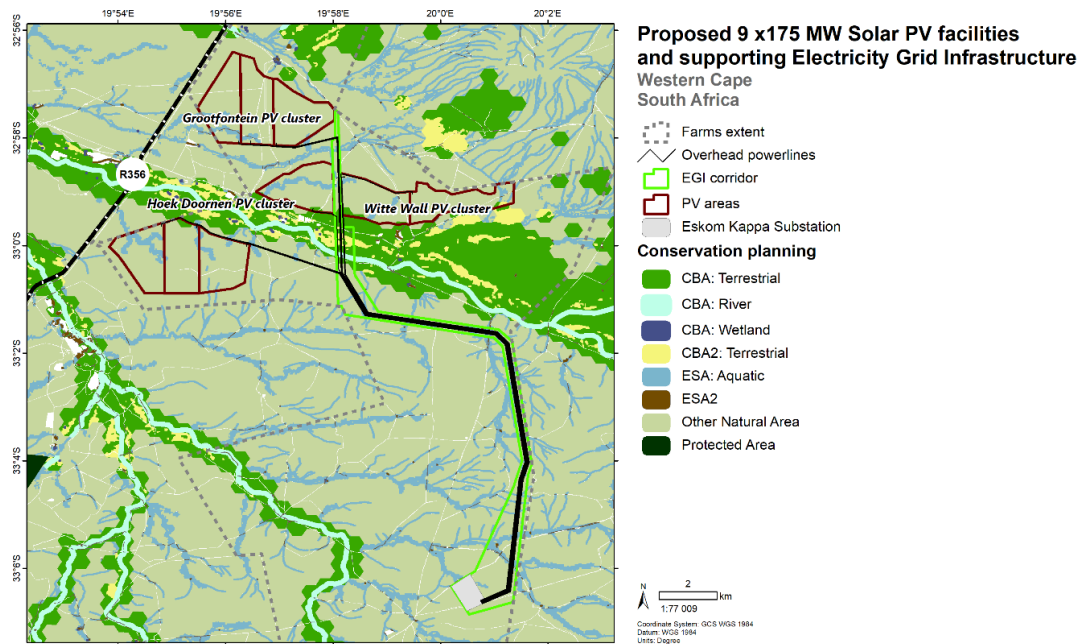 19°54'E 19°56'E 19°58'E 20°0'E 20°2'E
32°56'S
32°58'S
33°0'S
33°2'S
33°4'S
33°6'S
Grootfontein PV cluster
R356
Hoek Doornen PV cluster
Witte Wall PV cluster
Proposed 9 x175 MW Solar PV facilities
and supporting Electricity Grid Infrastructure
Western Cape
South Africa
Farms extent
Overhead powerlines
EGI corridor
PV areas
Eskom Kappa Substation
Conservation planning
CBA: Terrestrial
CBA: River
CBA: Wetland
CBA2: Terrestrial
ESA: Aquatic
ESA2
Other Natural Area
Protected Area
N
2
km
1:77 009
Coordinate System: GCS WGS 1984
Datum: WGS 1984
Units: Degree